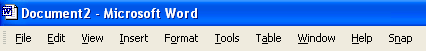 Document2 - Microsoft Word
File Edit View Insert Format Tools Table Window Help Snap